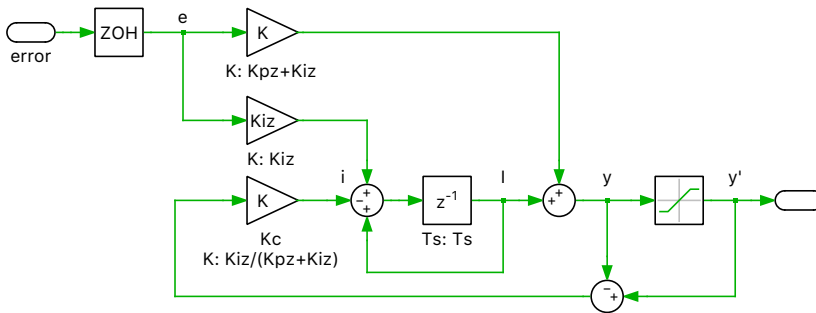 e
ZOH
K
error
K: Kpz+Kiz
Kiz
K: Kiz
i
I
y
y'
+
K
−
+
z⁻¹
+
+
Kc
Ts: Ts
K: Kiz/(Kpz+Kiz)
−
+